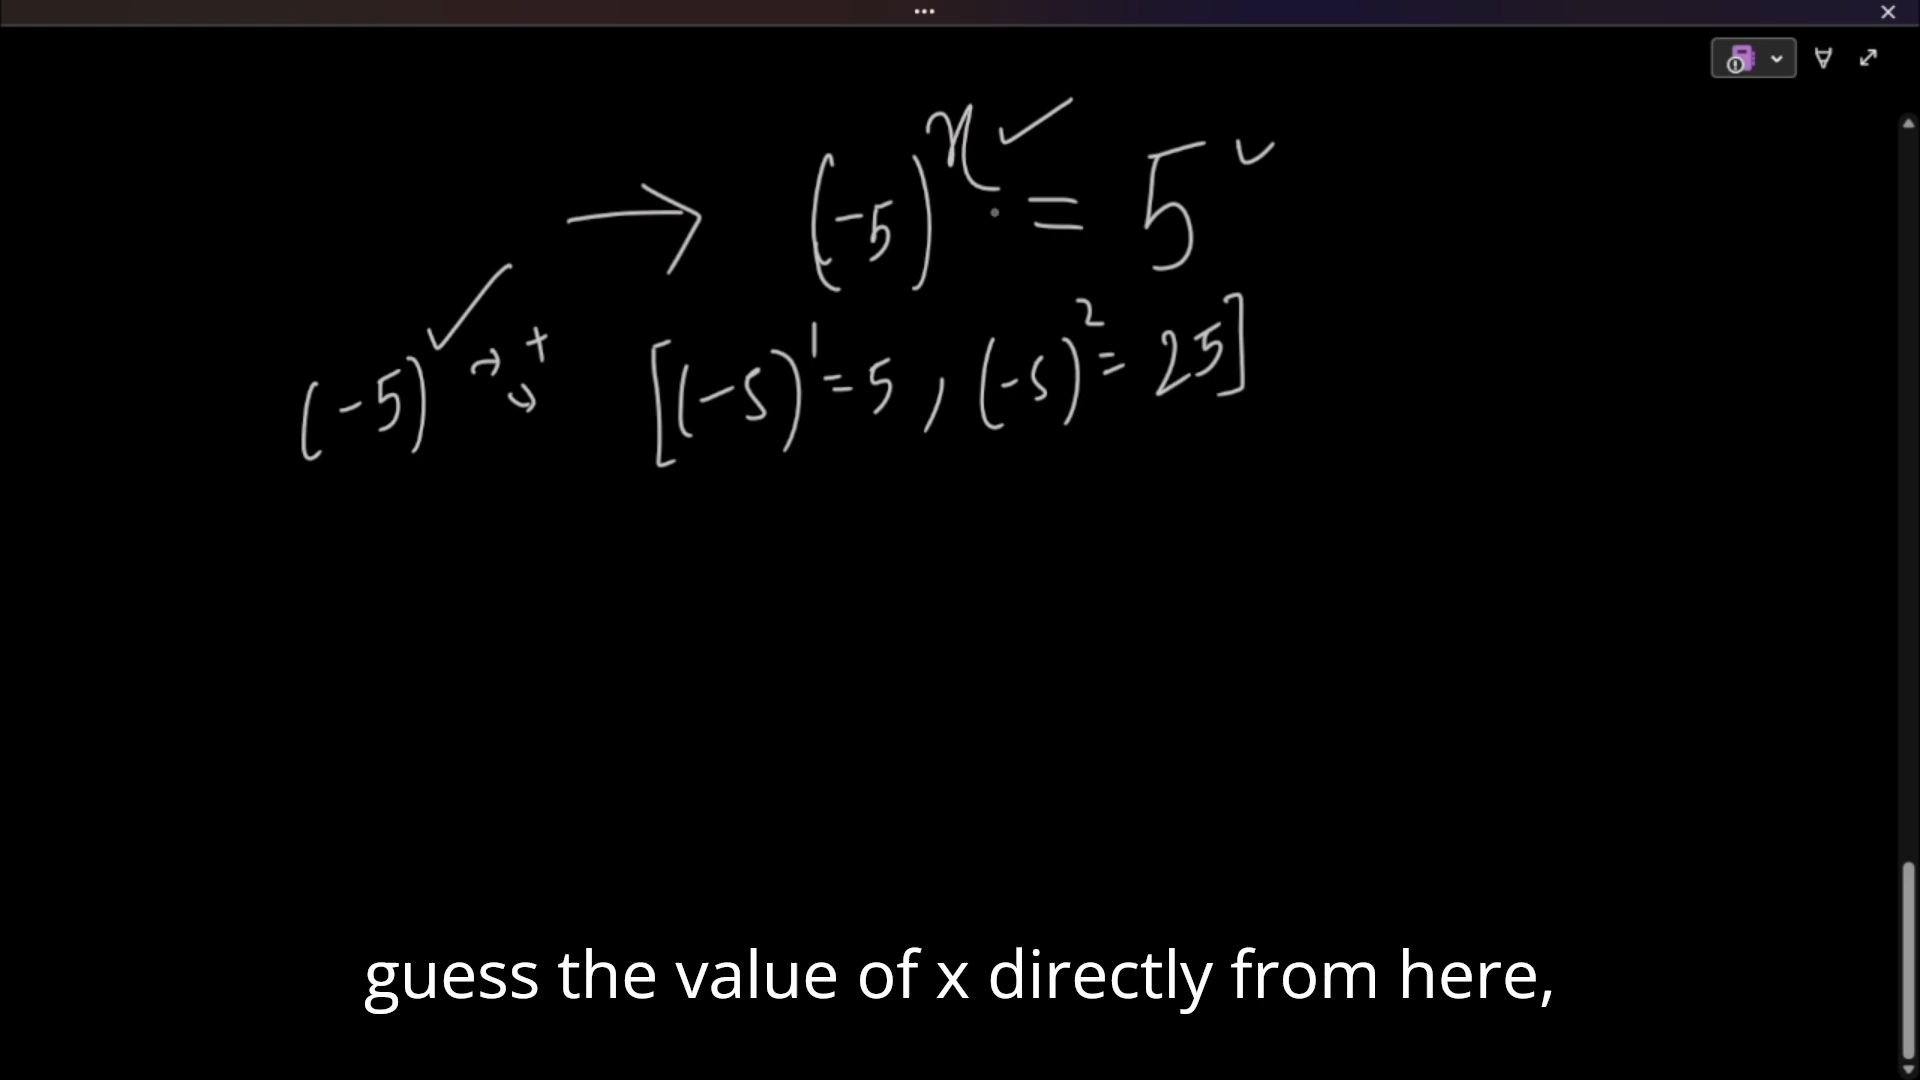 (-5)^x ✓ = 5 ✓
(-5)^✓ → +
[(-5)^1 = 5, (-5)^2 = 25]
guess the value of x directly from here,